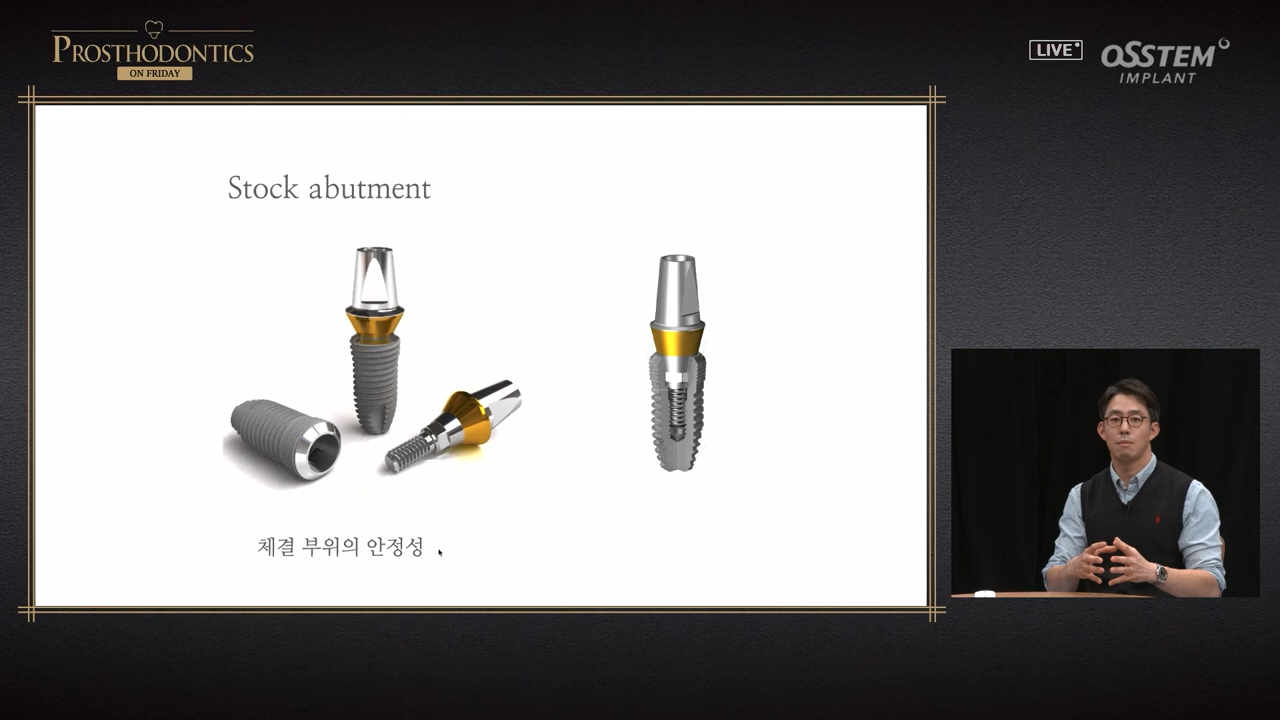 PROSTHODONTICS
ON FRIDAY
LIVE
OSSTEM
IMPLANT
Stock abutment
체결 부위의 안정성